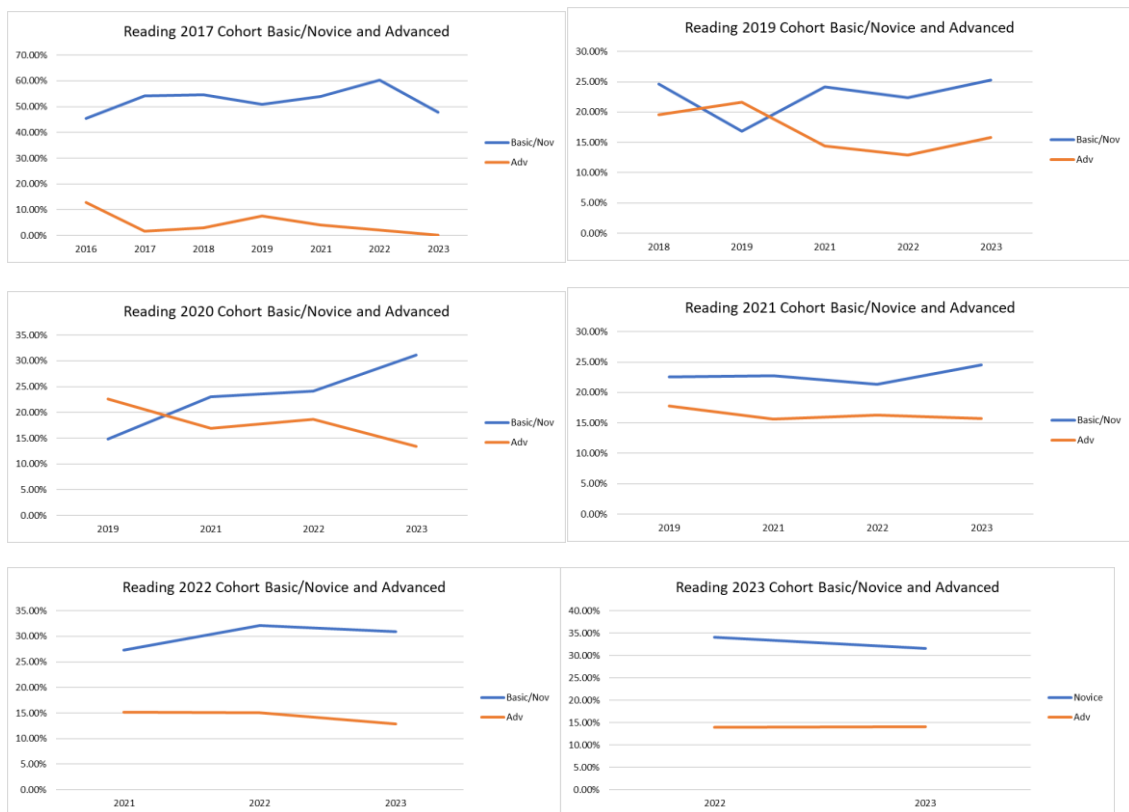 Reading 2017 Cohort Basic/Novice and Advanced
70.00%
60.00%
50.00%
40.00%
30.00%
20.00%
10.00%
0.00%
2016 2017 2018 2019 2021 2022 2023
Basic/Nov
Adv
Reading 2019 Cohort Basic/Novice and Advanced
30.00%
25.00%
20.00%
15.00%
10.00%
5.00%
0.00%
2018 2019 2021 2022 2023
Basic/Nov
Adv
Reading 2020 Cohort Basic/Novice and Advanced
35.00%
30.00%
25.00%
20.00%
15.00%
10.00%
5.00%
0.00%
2019 2021 2022 2023
Basic/Nov
Adv
Reading 2021 Cohort Basic/Novice and Advanced
30.00%
25.00%
20.00%
15.00%
10.00%
5.00%
0.00%
2019 2021 2022 2023
Basic/Nov
Adv
Reading 2022 Cohort Basic/Novice and Advanced
35.00%
30.00%
25.00%
20.00%
15.00%
10.00%
5.00%
0.00%
2021 2022 2023
Basic/Nov
Adv
Reading 2023 Cohort Basic/Novice and Advanced
40.00%
35.00%
30.00%
25.00%
20.00%
15.00%
10.00%
5.00%
0.00%
2022 2023
Novice
Adv